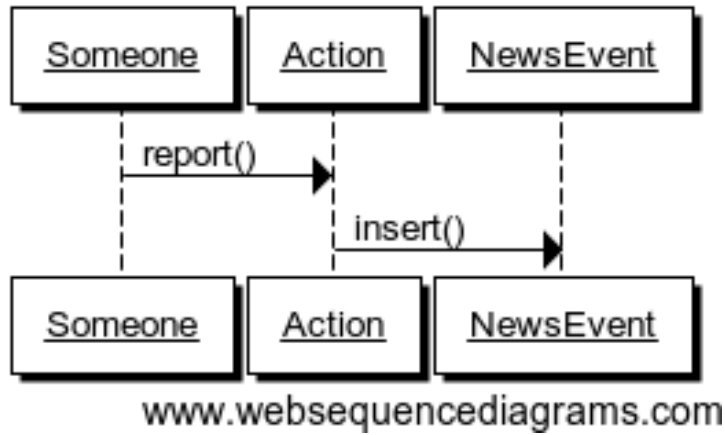 Someone Action NewsEvent
report()
insert()
Someone Action NewsEvent
www.websequencediagrams.com